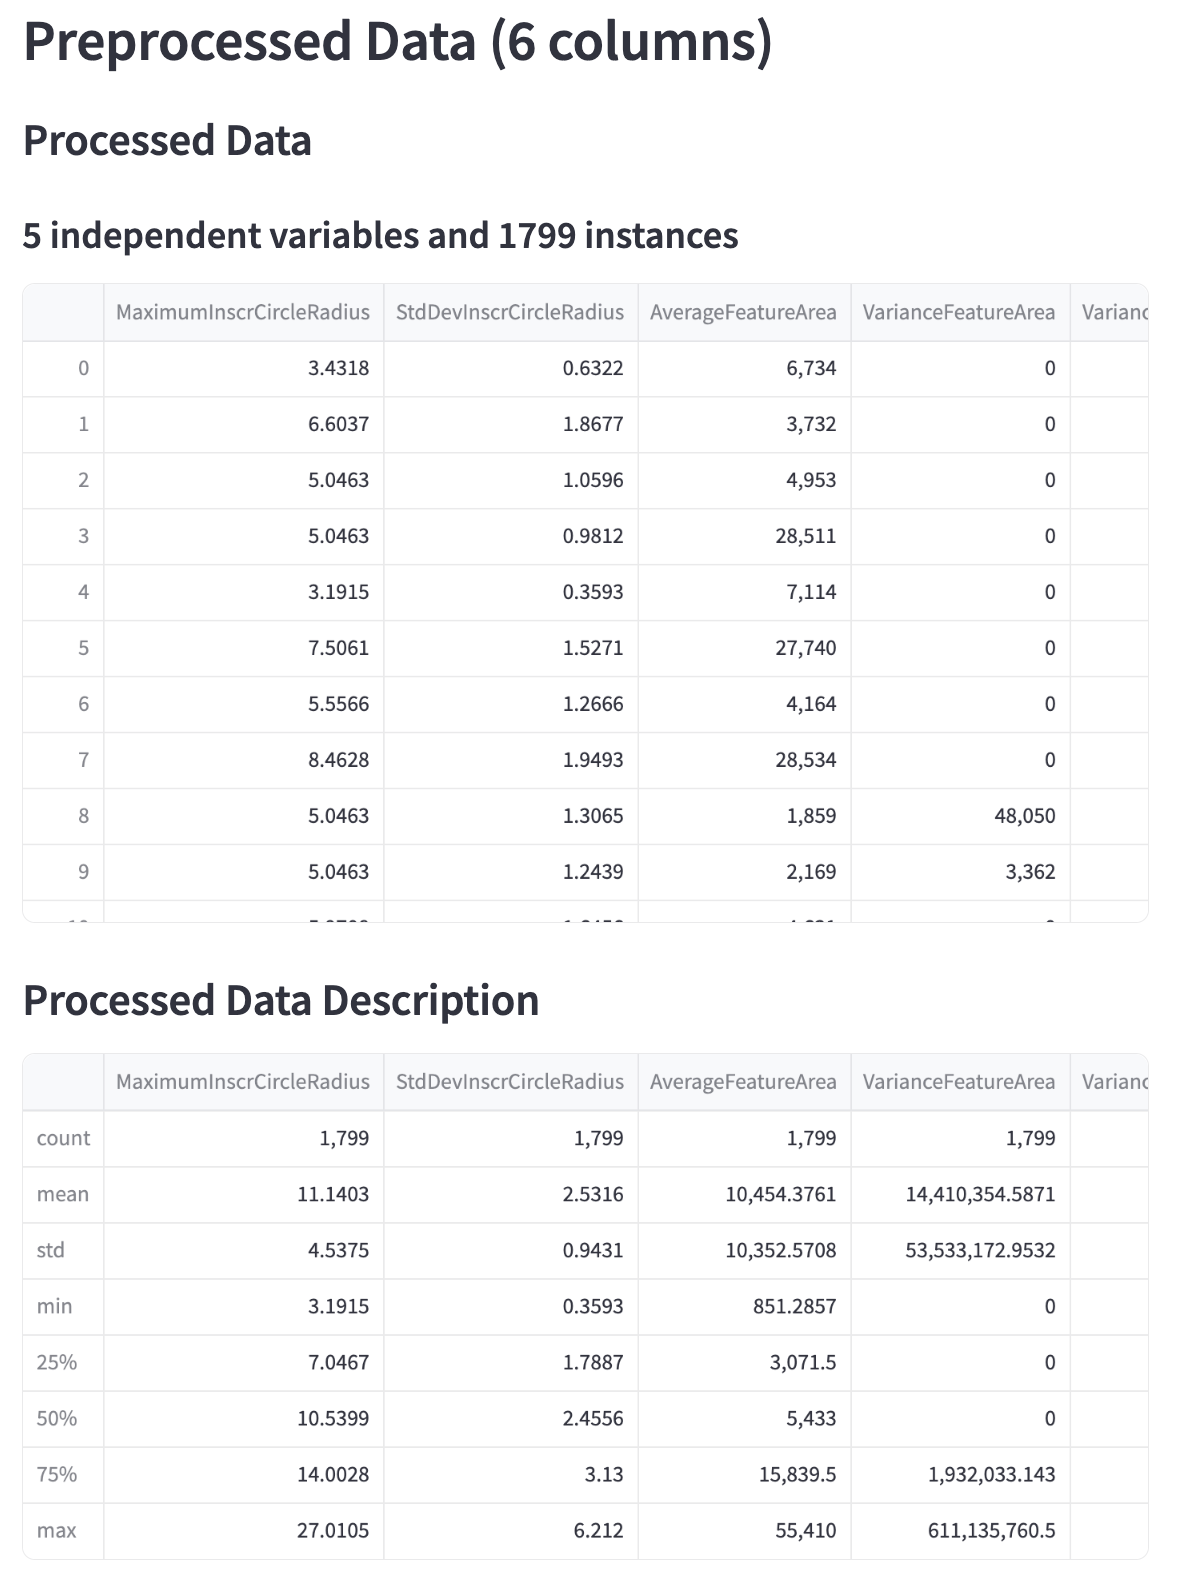 Preprocessed Data (6 columns)
Processed Data
5 independent variables and 1799 instances
MaximumInscrCircleRadius StdDevInscrCircleRadius AverageFeatureArea VarianceFeatureArea Varianc
0 3.4318 0.6322 6,734 0
1 6.6037 1.8677 3,732 0
2 5.0463 1.0596 4,953 0
3 5.0463 0.9812 28,511 0
4 3.1915 0.3593 7,114 0
5 7.5061 1.5271 27,740 0
6 5.5566 1.2666 4,164 0
7 8.4628 1.9493 28,534 0
8 5.0463 1.3065 1,859 48,050
9 5.0463 1.2439 2,169 3,362
Processed Data Description
MaximumInscrCircleRadius StdDevInscrCircleRadius AverageFeatureArea VarianceFeatureArea Varianc
count 1,799 1,799 1,799 1,799
mean 11.1403 2.5316 10,454.3761 14,410,354.5871
std 4.5375 0.9431 10,352.5708 53,533,172.9532
min 3.1915 0.3593 851.2857 0
25% 7.0467 1.7887 3,071.5 0
50% 10.5399 2.4556 5,433 0
75% 14.0028 3.13 15,839.5 1,932,033.143
max 27.0105 6.212 55,410 611,135,760.5